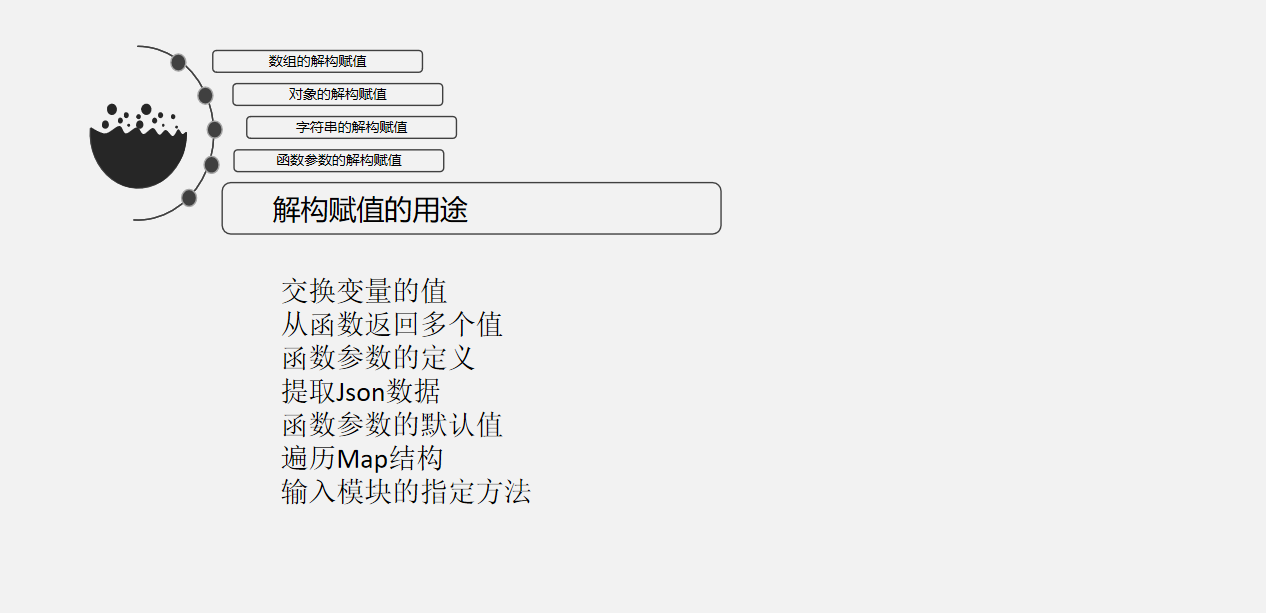 数组的解构赋值
对象的解构赋值
字符串的解构赋值
函数参数的解构赋值
解构赋值的用途
交换变量的值
从函数返回多个值
函数参数的定义
提取Json数据
函数参数的默认值
遍历Map结构
输入模块的指定方法